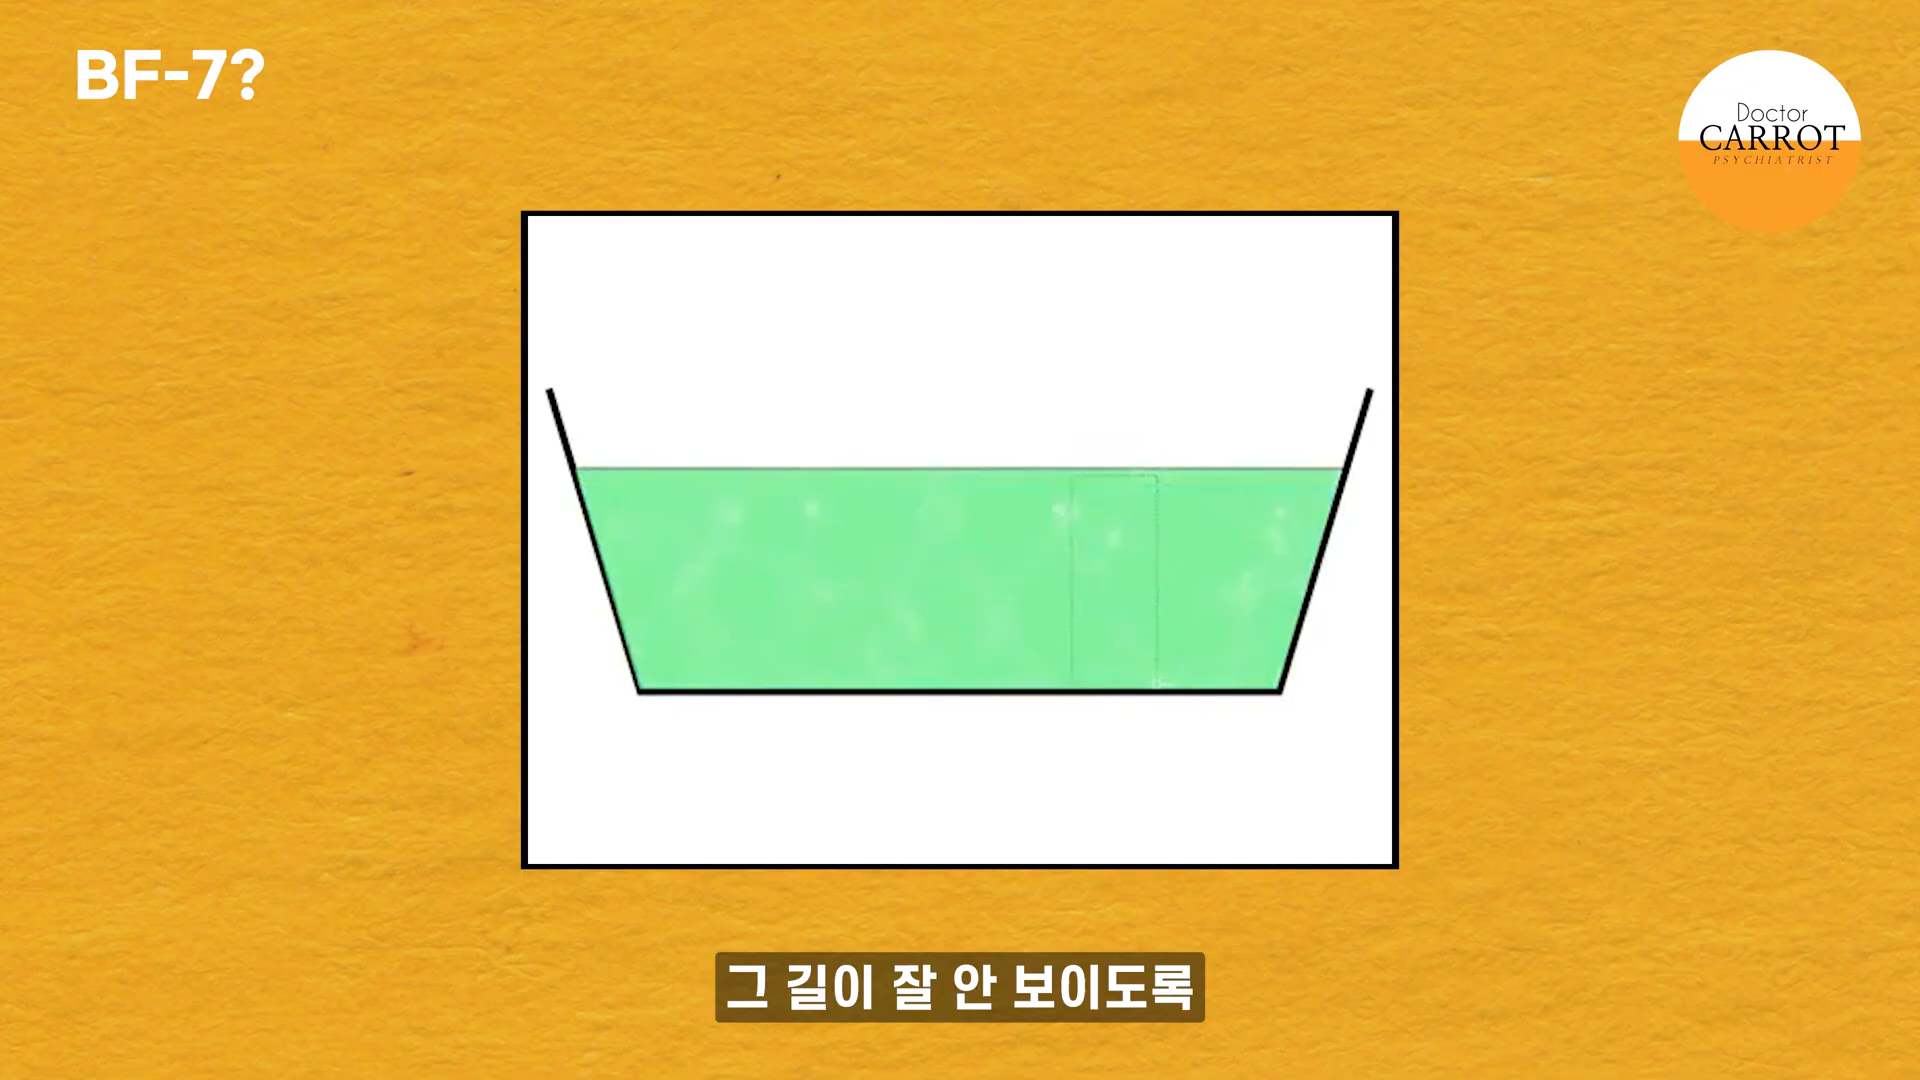 BF-7?
Doctor
CARROT
PSYCHIATRIST
그 길이 잘 안 보이도록